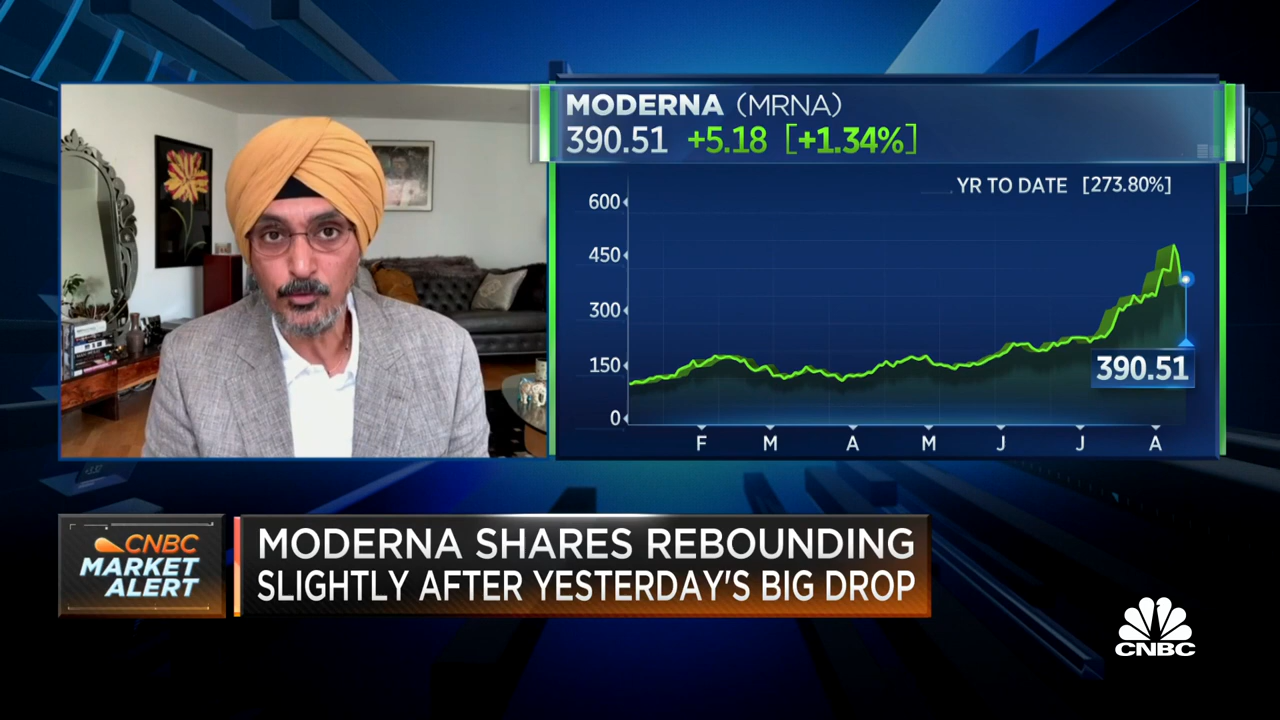 MODERNA (MRNA)
390.51 +5.18 [+1.34%]
YR TO DATE [273.80%]
600
450
300
150
0
390.51
F M A M J J A
CNBC
MARKET
ALERT
MODERNA SHARES REBOUNDING
SLIGHTLY AFTER YESTERDAY'S BIG DROP
CNBC